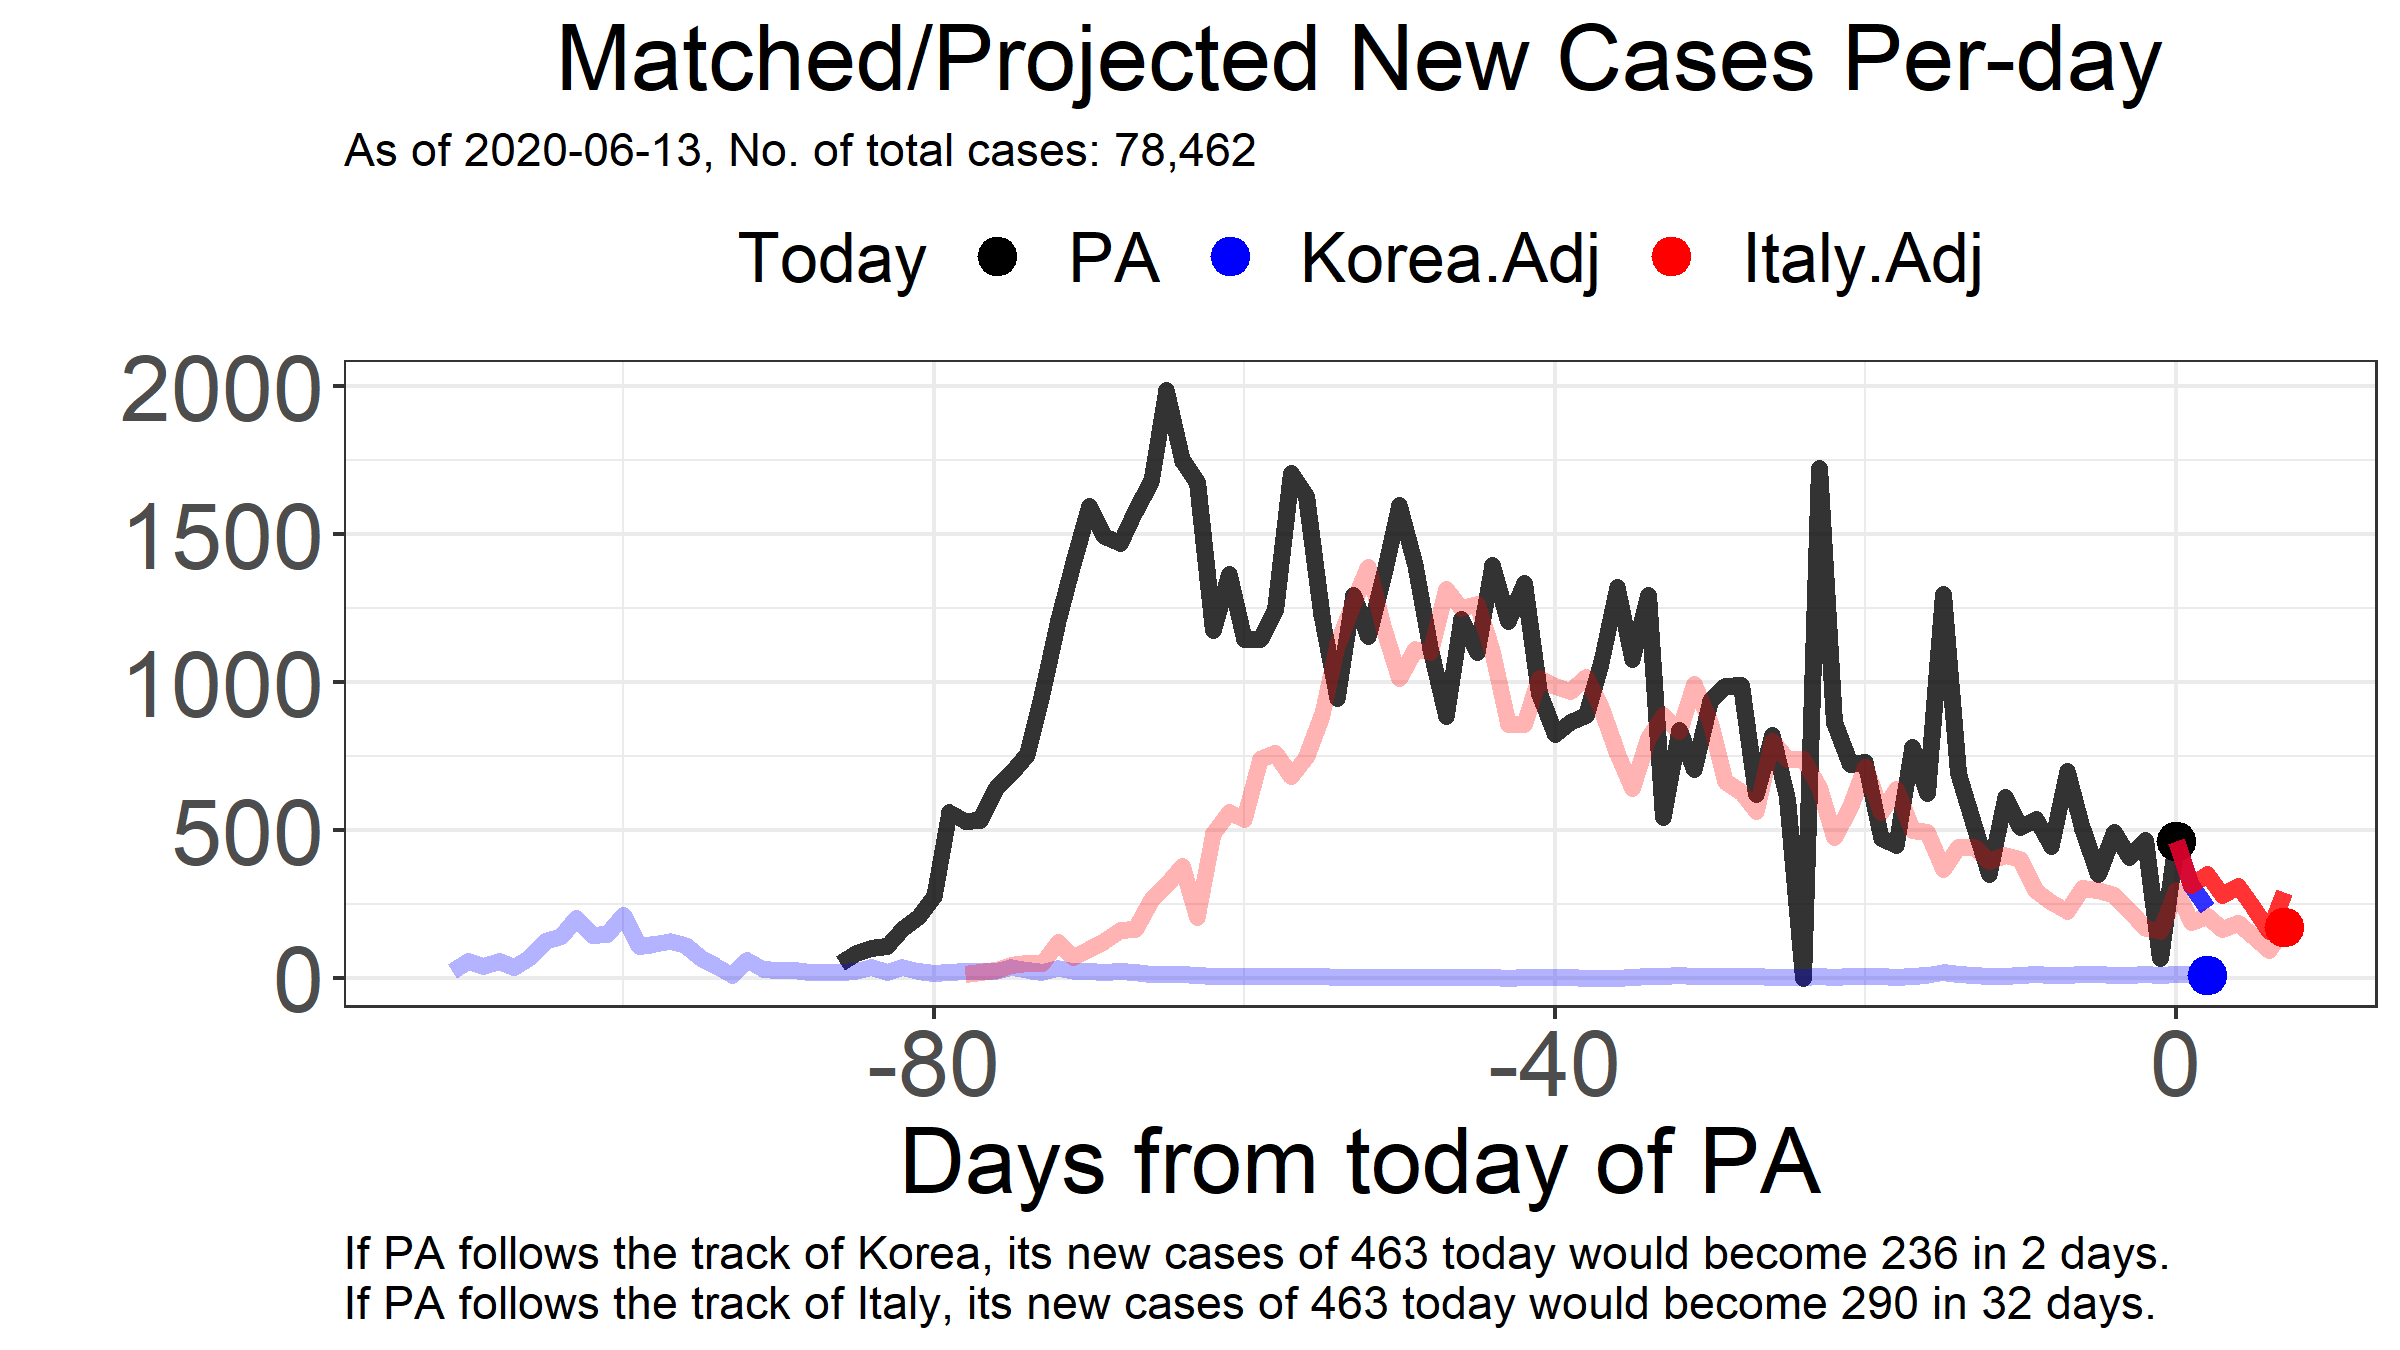 Matched/Projected New Cases Per-day
As of 2020-06-13, No. of total cases: 78,462
Today PA Korea.Adj Italy.Adj
2000
1500
1000
500
0
-80 -40 0
Days from today of PA
If PA follows the track of Korea, its new cases of 463 today would become 236 in 2 days.
If PA follows the track of Italy, its new cases of 463 today would become 290 in 32 days.